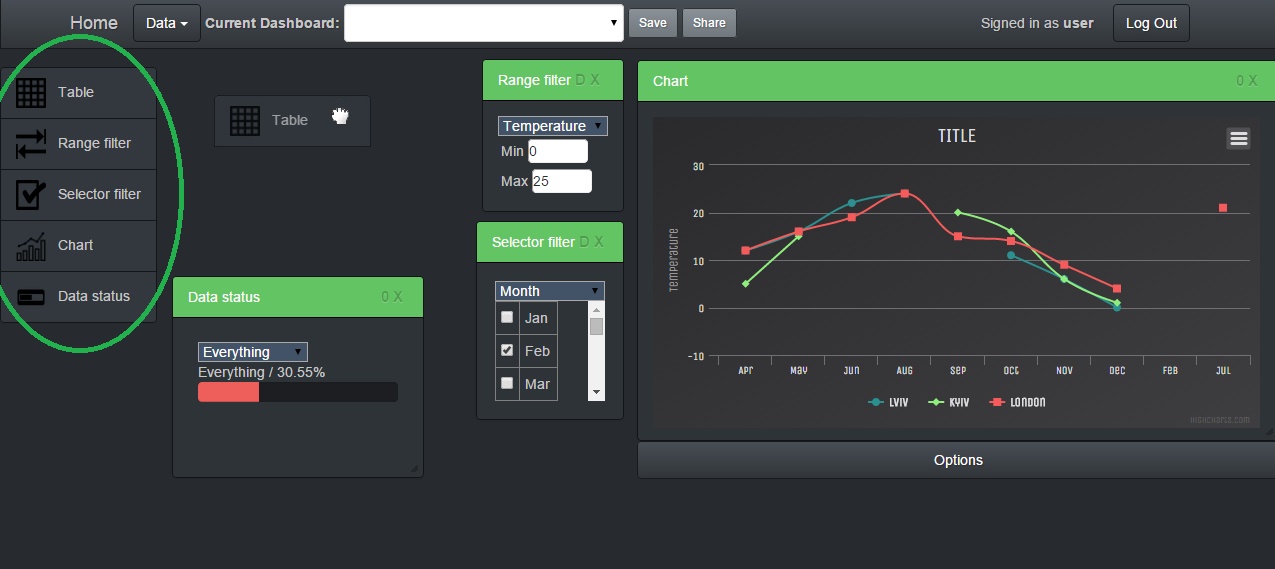 Home Data Current Dashboard: Save Share Signed in as user Log Out
Table
Range filter
Selector filter
Chart
Data status
Table
Data status 0 X
Everything
Everything / 30.55%
Range filter D X
Temperature
Min 0
Max 25
Selector filter D X
Month
Jan
Feb
Mar
Chart 0 X
TITLE
Temperature
30
20
10
0
-10
Apr May Jun Aug Sep Oct Nov Dec Feb Jul
Lviv Kyiv London
Highcharts.com
Options